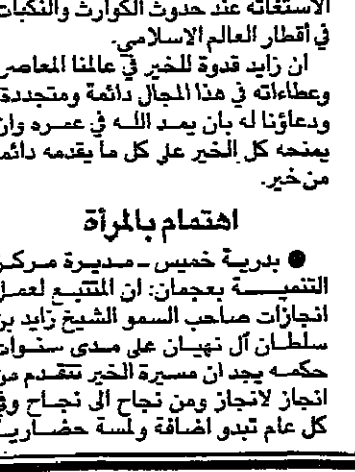 الاستغاثه عند حدوث الكوارث والنكبات
في أقطار العالم الاسلامي.
ان زايد قدوة للخير في عالمنا المعاصر
وعطاءاته في هذا المجال دائمة ومتجددة
ودعاؤنا له بان يمد اللـه في عمـره وان
يمنحه كل الخير على كل ما يقدمه دائما
من خير.
اهتمام بالمرأة
● بدرية خميس ـ مديرة مركز
التنميـــة بعجمان: ان المتتبع لعمل
انجازات صاحب السمو الشيخ زايد بن
سلطان آل نهيان على مدى سنوات
حكمه يجد ان مسيرة الخير تتقدم من
انجاز لانجاز ومن نجاح الى نجاح وفي
كل عام تبدو اضافة ولمسة حضارية